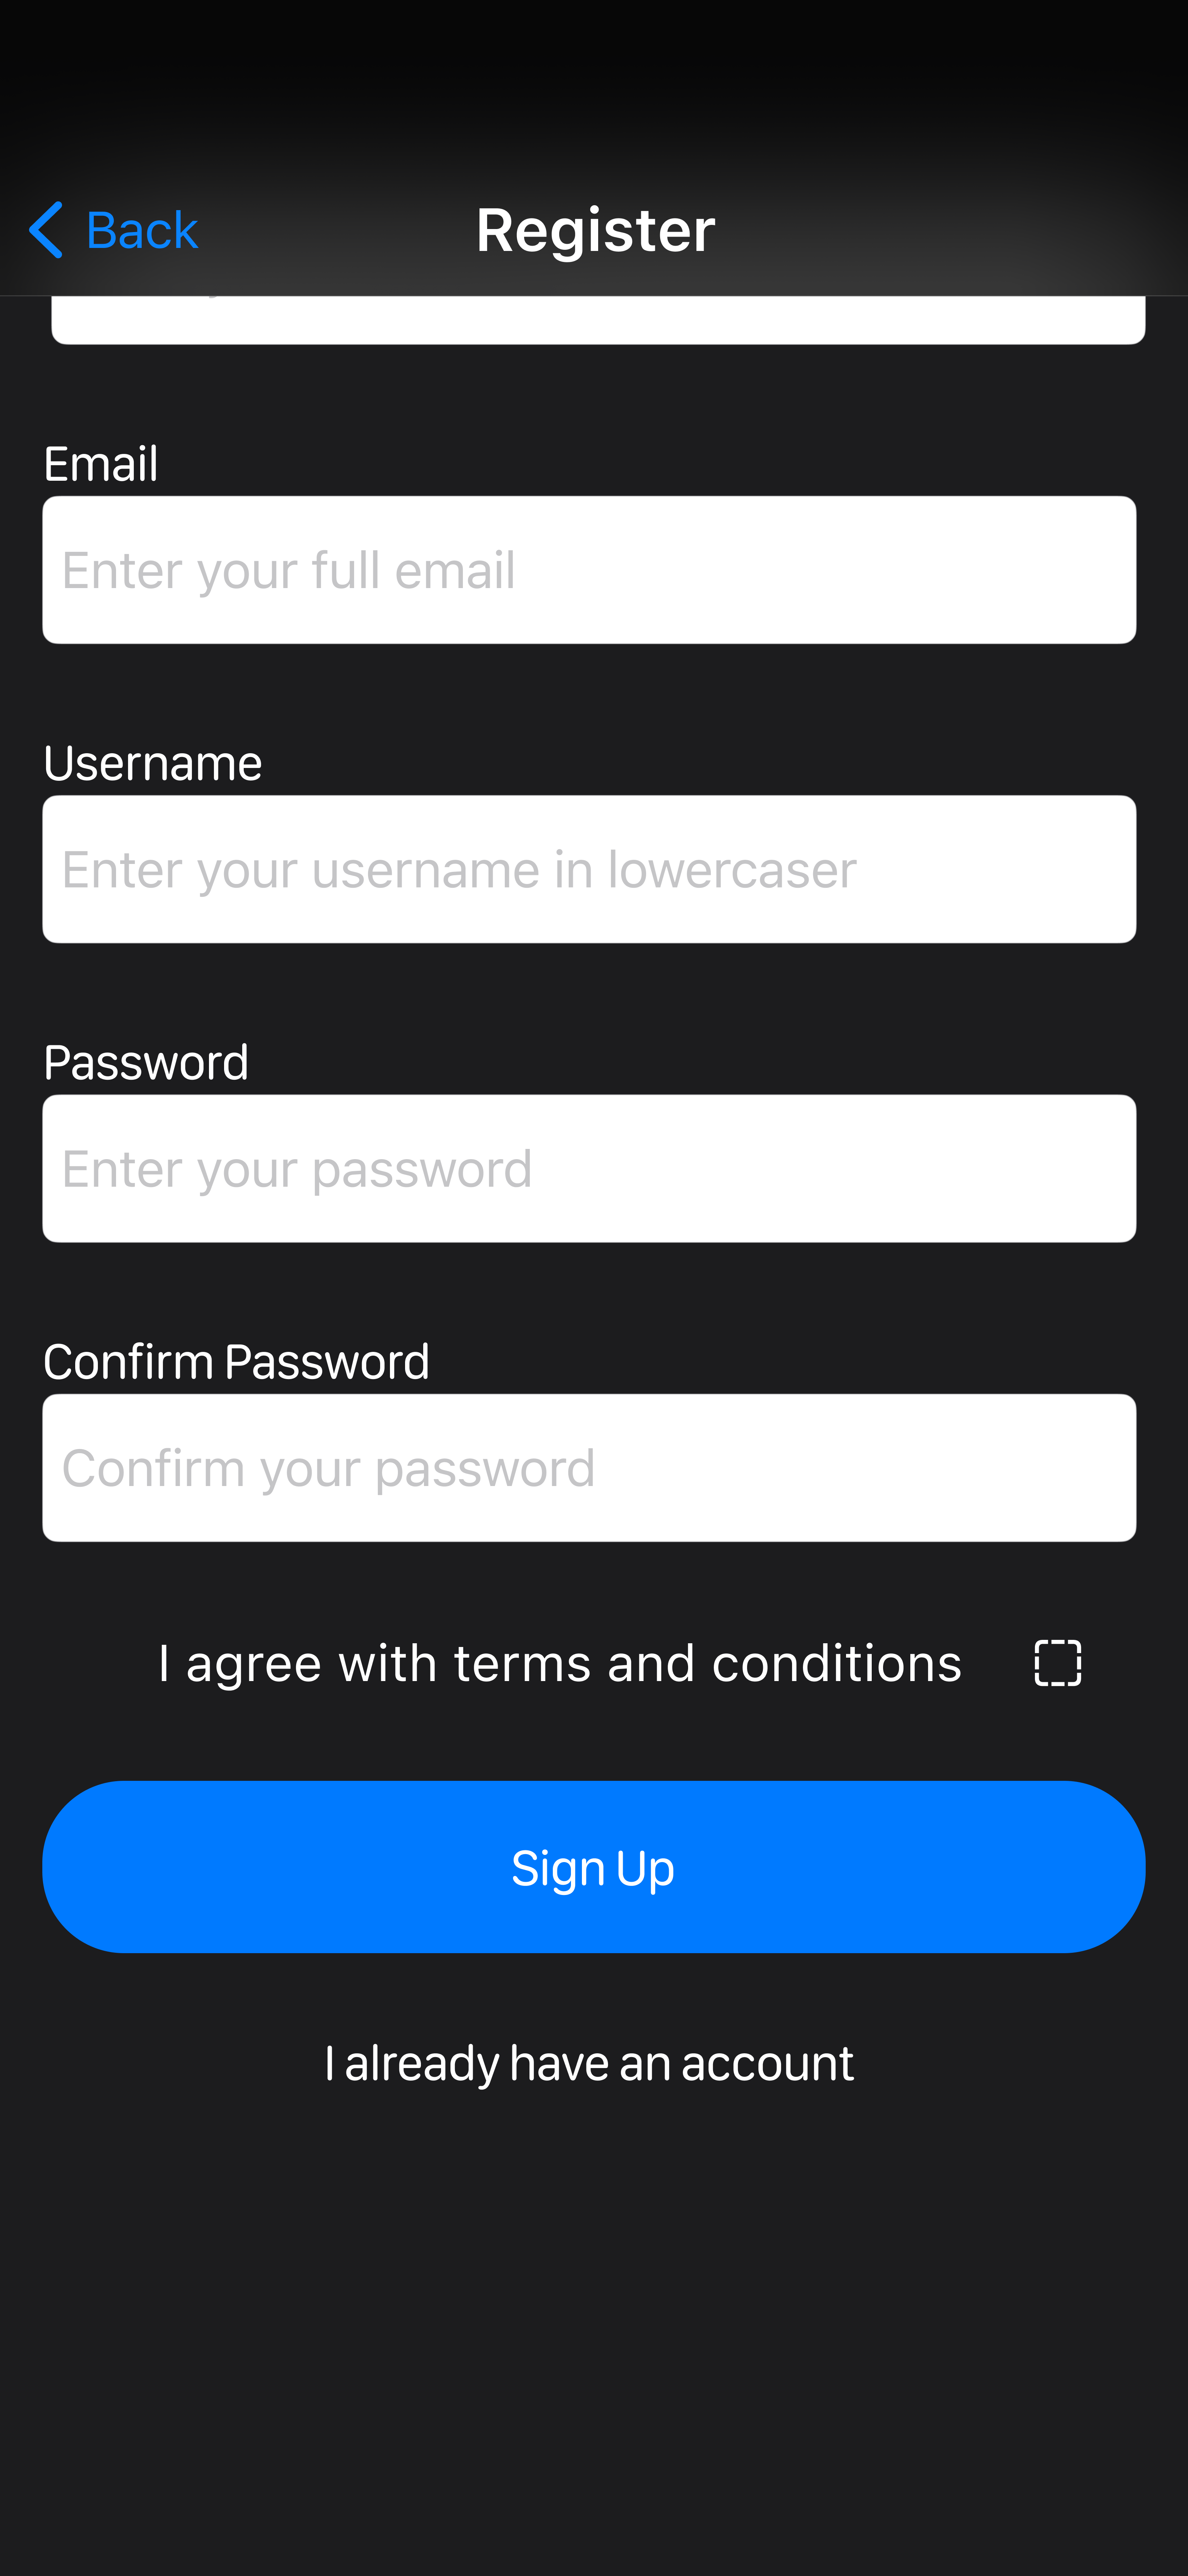 Back
Register
Email
Enter your full email
Username
Enter your username in lowercaser
Password
Enter your password
Confirm Password
Confirm your password
I agree with terms and conditions
Sign Up
I already have an account